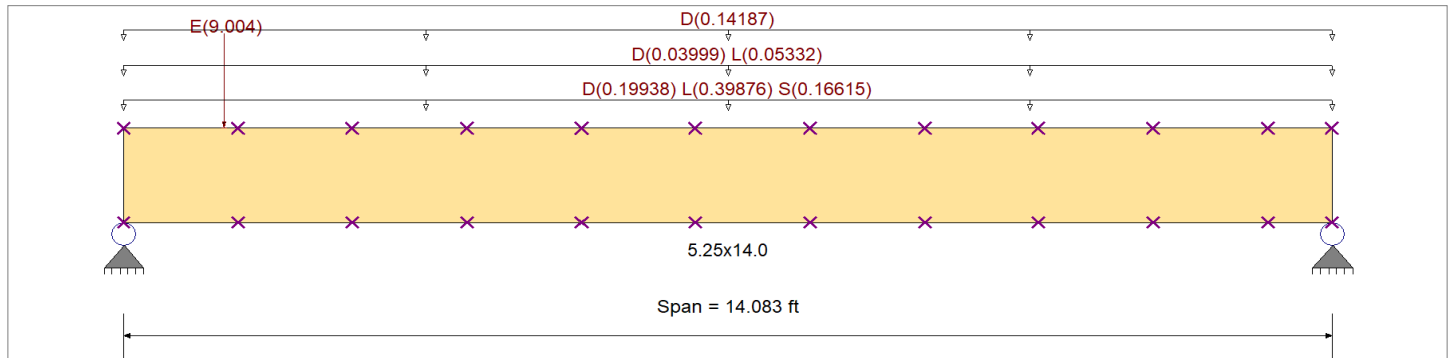 D(0.14187)
E(9.004)
D(0.03999) L(0.05332)
D(0.19938) L(0.39876) S(0.16615)
5.25x14.0
Span = 14.083 ft